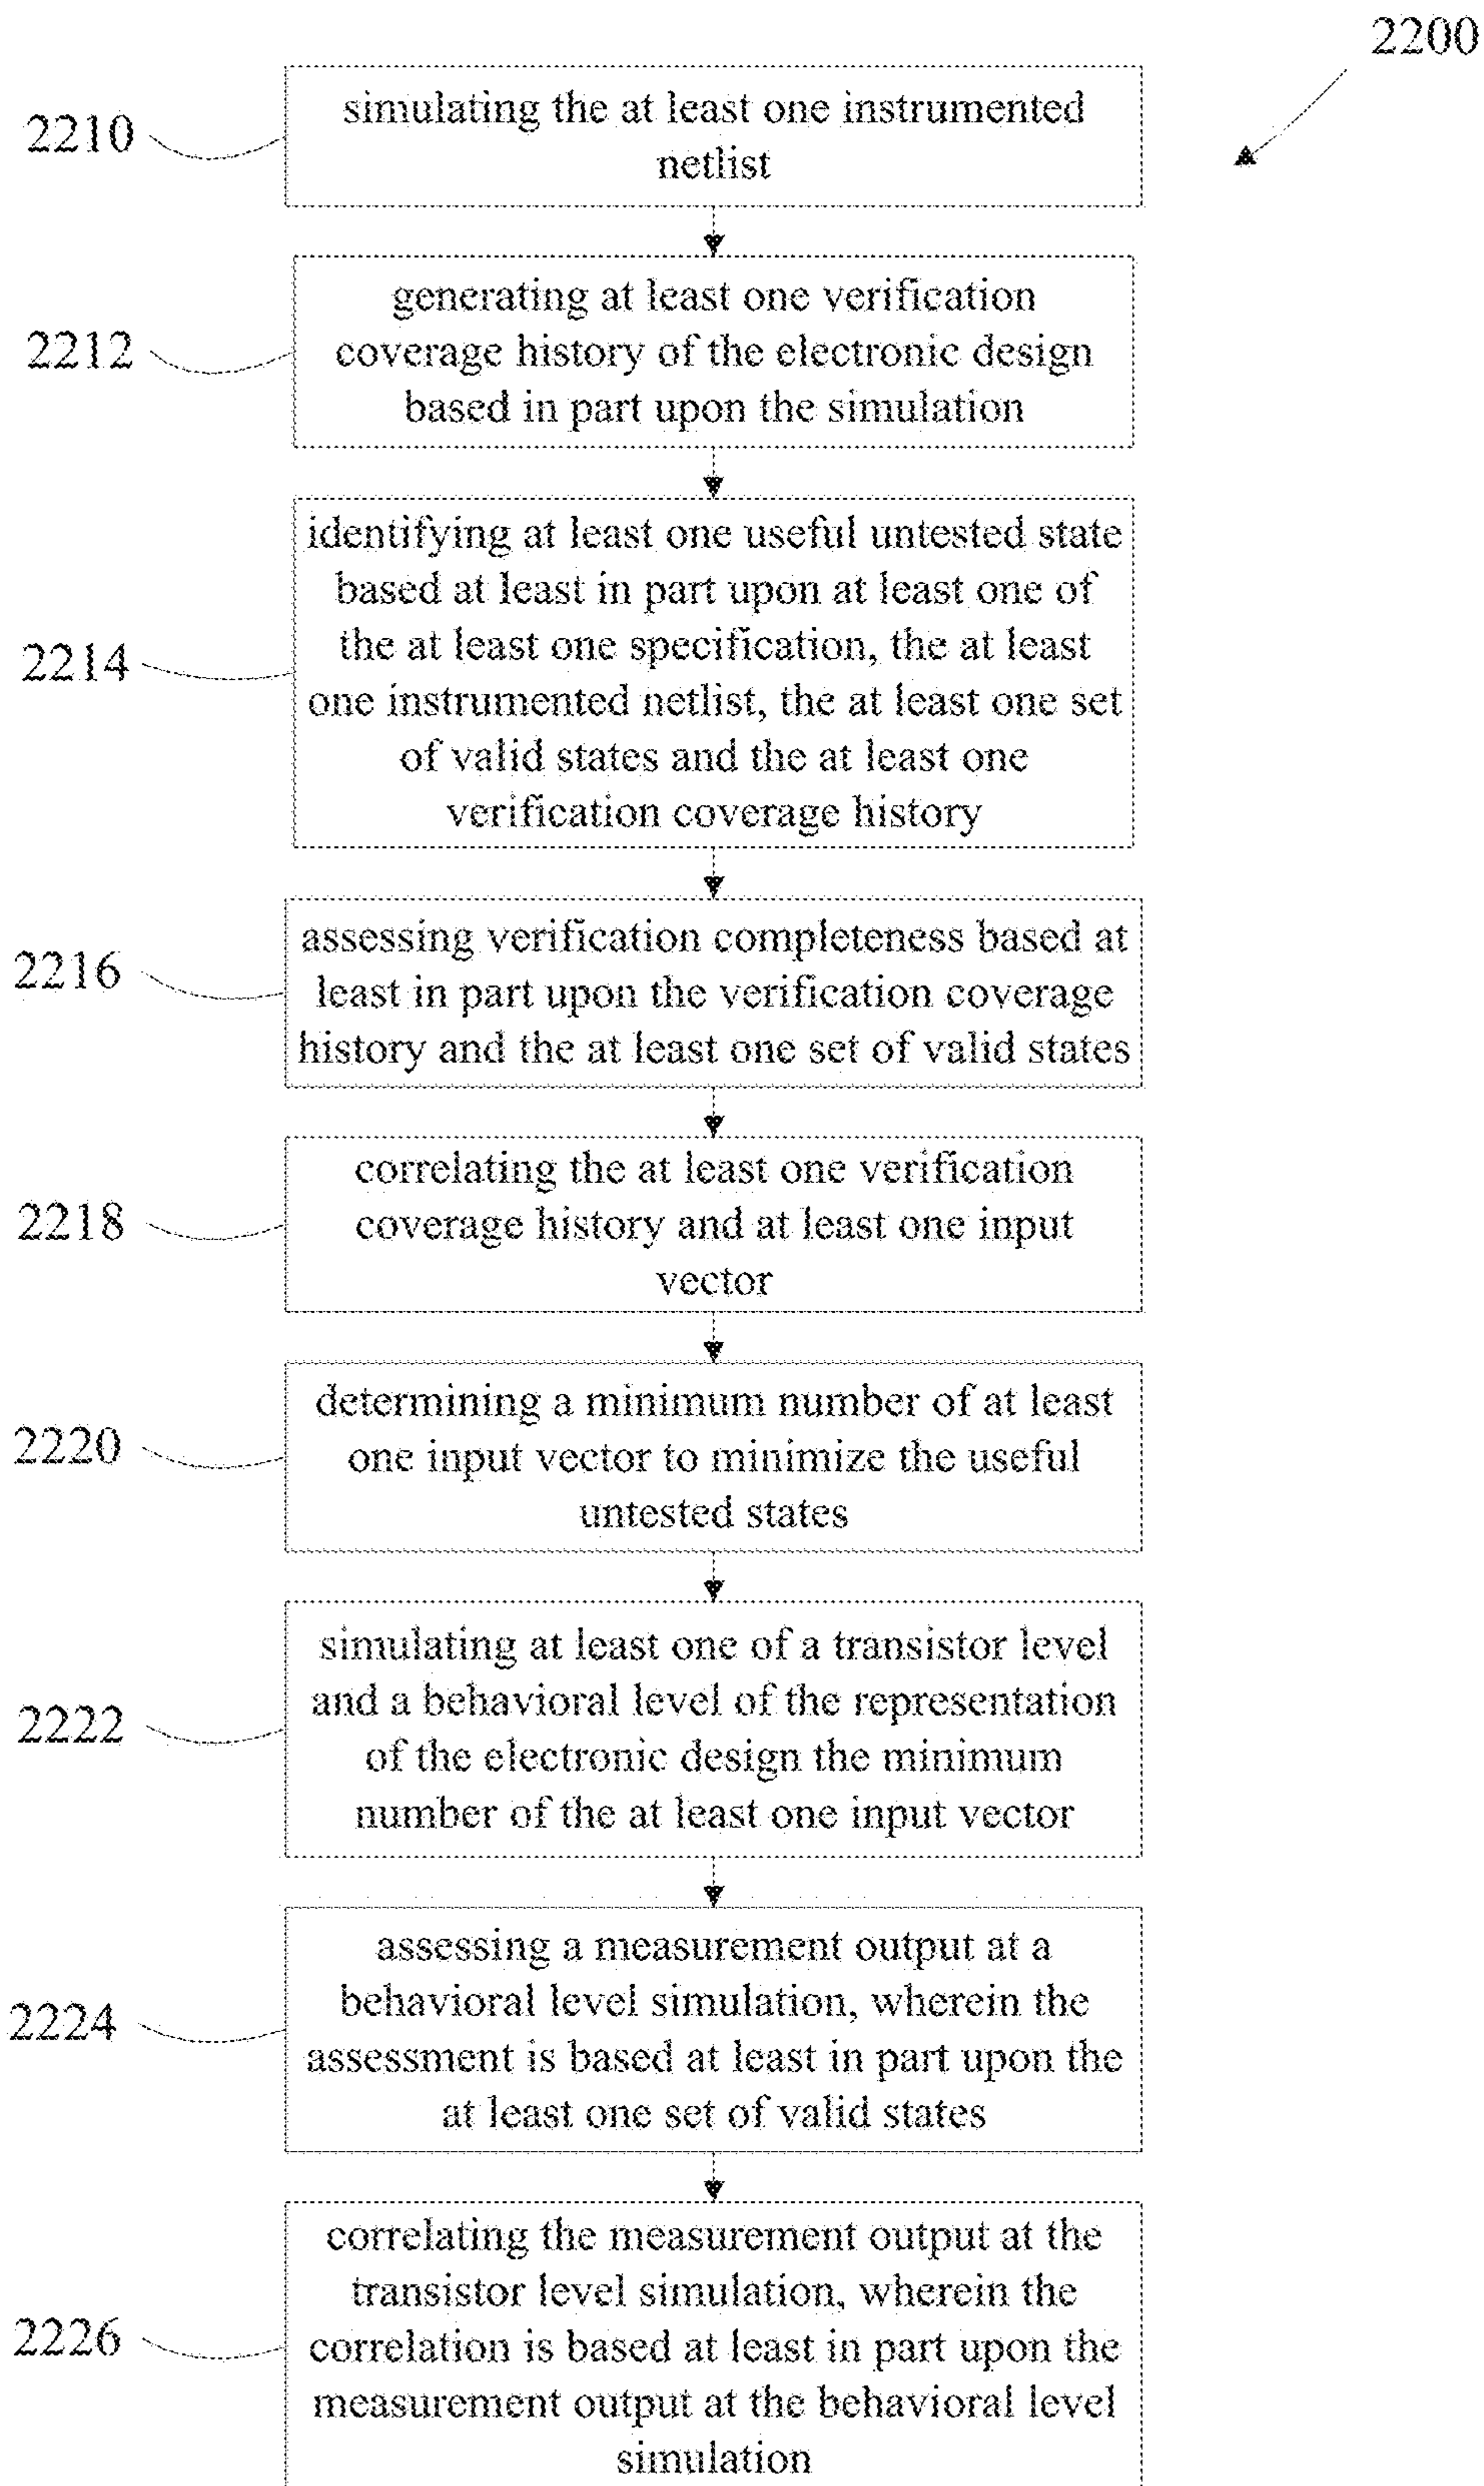 2200
2210
simulating the at least one instrumented
netlist
2212
generating at least one verification
coverage history of the electronic design
based in part upon the simulation
2214
identifying at least one useful untested state
based at least in part upon at least one of
the at least one specification, the at least
one instrumented netlist, the at least one set
of valid states and the at least one
verification coverage history
2216
assessing verification completeness based at
least in part upon the verification coverage
history and the at least one set of valid states
2218
correlating the at least one verification
coverage history and at least one input
vector
2220
determining a minimum number of at least
one input vector to minimize the useful
untested states
2222
simulating at least one of a transistor level
and a behavioral level of the representation
of the electronic design the minimum
number of the at least one input vector
2224
assessing a measurement output at a
behavioral level simulation, wherein the
assessment is based at least in part upon the
at least one set of valid states
2226
correlating the measurement output at the
transistor level simulation, wherein the
correlation is based at least in part upon the
measurement output at the behavioral level
simulation